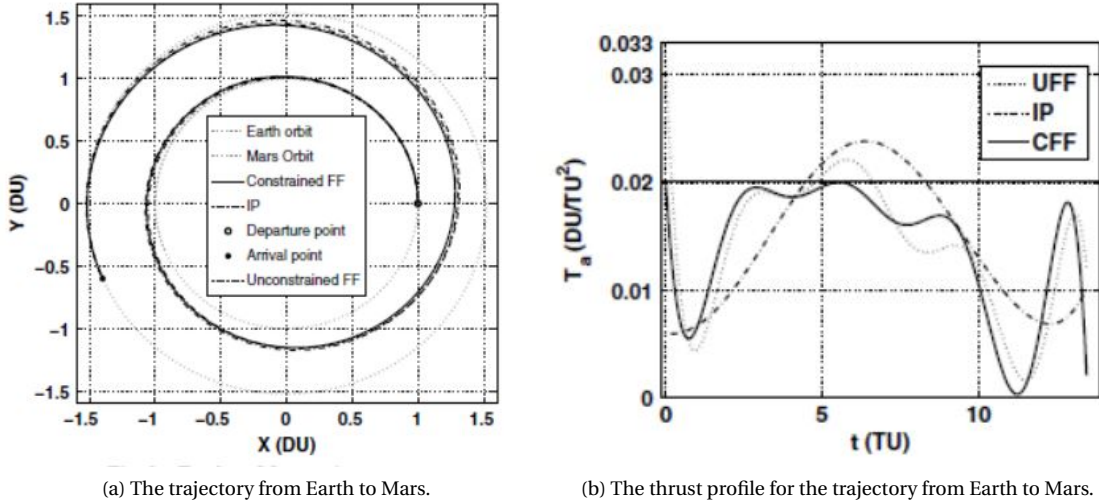 1.5
1
0.5
0
−0.5
−1
−1.5
Y (DU)
Earth orbit
Mars Orbit
Constrained FF
IP
Departure point
Arrival point
Unconstrained FF
−1.5 −1 −0.5 0 0.5 1 1.5
X (DU)
(a) The trajectory from Earth to Mars.
0.033
0.03
0.02
0.01
0
T_a (DU/TU²)
UFF
IP
CFF
0 5 10
t (TU)
(b) The thrust profile for the trajectory from Earth to Mars.